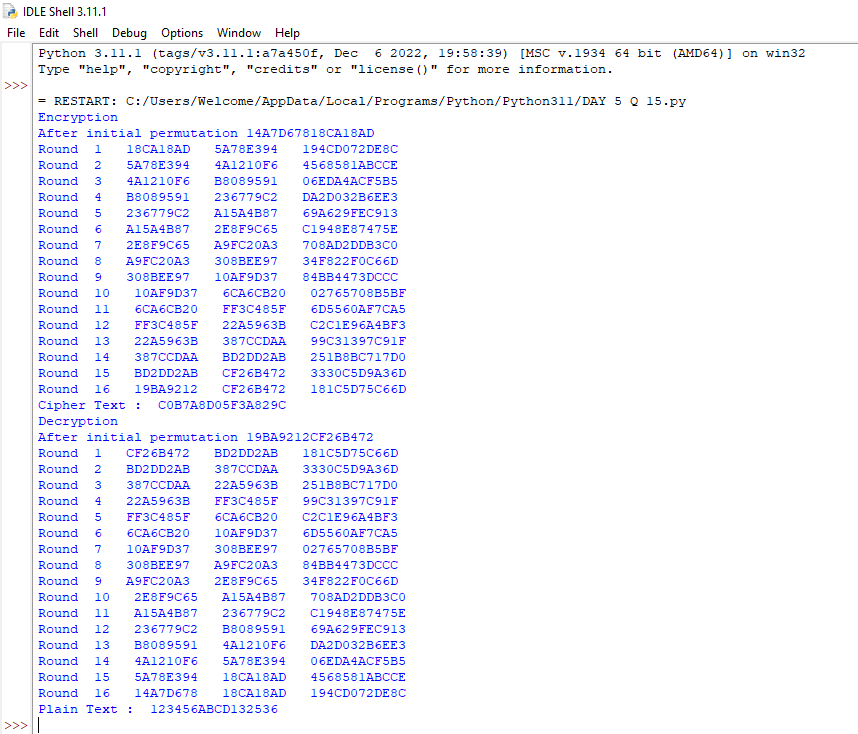 IDLE Shell 3.11.1
File Edit Shell Debug Options Window Help
Python 3.11.1 (tags/v3.11.1:a7a450f, Dec  6 2022, 19:58:39) [MSC v.1934 64 bit (AMD64)] on win32
Type "help", "copyright", "credits" or "license()" for more information.
>>>
= RESTART: C:/Users/Welcome/AppData/Local/Programs/Python/Python311/DAY 5 Q 15.py
Encryption
After initial permutation 14A7D67818CA18AD
Round  1   18CA18AD   5A78E394   194CD072DE8C
Round  2   5A78E394   4A1210F6   4568581ABCCE
Round  3   4A1210F6   B8089591   06EDA4ACF5B5
Round  4   B8089591   236779C2   DA2D032B6EE3
Round  5   236779C2   A15A4B87   69A629FEC913
Round  6   A15A4B87   2E8F9C65   C1948E87475E
Round  7   2E8F9C65   A9FC20A3   708AD2DDB3C0
Round  8   A9FC20A3   308BEE97   34F822F0C66D
Round  9   308BEE97   10AF9D37   84BB4473DCCC
Round  10   10AF9D37   6CA6CB20   02765708B5BF
Round  11   6CA6CB20   FF3C485F   6D5560AF7CA5
Round  12   FF3C485F   22A5963B   C2C1E96A4BF3
Round  13   22A5963B   387CCDAA   99C31397C91F
Round  14   387CCDAA   BD2DD2AB   251B8BC717D0
Round  15   BD2DD2AB   CF26B472   3330C5D9A36D
Round  16   19BA9212   CF26B472   181C5D75C66D
Cipher Text :  C0B7A8D05F3A829C
Decryption
After initial permutation 19BA9212CF26B472
Round  1   CF26B472   BD2DD2AB   181C5D75C66D
Round  2   BD2DD2AB   387CCDAA   3330C5D9A36D
Round  3   387CCDAA   22A5963B   251B8BC717D0
Round  4   22A5963B   FF3C485F   99C31397C91F
Round  5   FF3C485F   6CA6CB20   C2C1E96A4BF3
Round  6   6CA6CB20   10AF9D37   6D5560AF7CA5
Round  7   10AF9D37   308BEE97   02765708B5BF
Round  8   308BEE97   A9FC20A3   84BB4473DCCC
Round  9   A9FC20A3   2E8F9C65   34F822F0C66D
Round  10   2E8F9C65   A15A4B87   708AD2DDB3C0
Round  11   A15A4B87   236779C2   C1948E87475E
Round  12   236779C2   B8089591   69A629FEC913
Round  13   B8089591   4A1210F6   DA2D032B6EE3
Round  14   4A1210F6   5A78E394   06EDA4ACF5B5
Round  15   5A78E394   18CA18AD   4568581ABCCE
Round  16   14A7D678   18CA18AD   194CD072DE8C
Plain Text :  123456ABCD132536
>>>